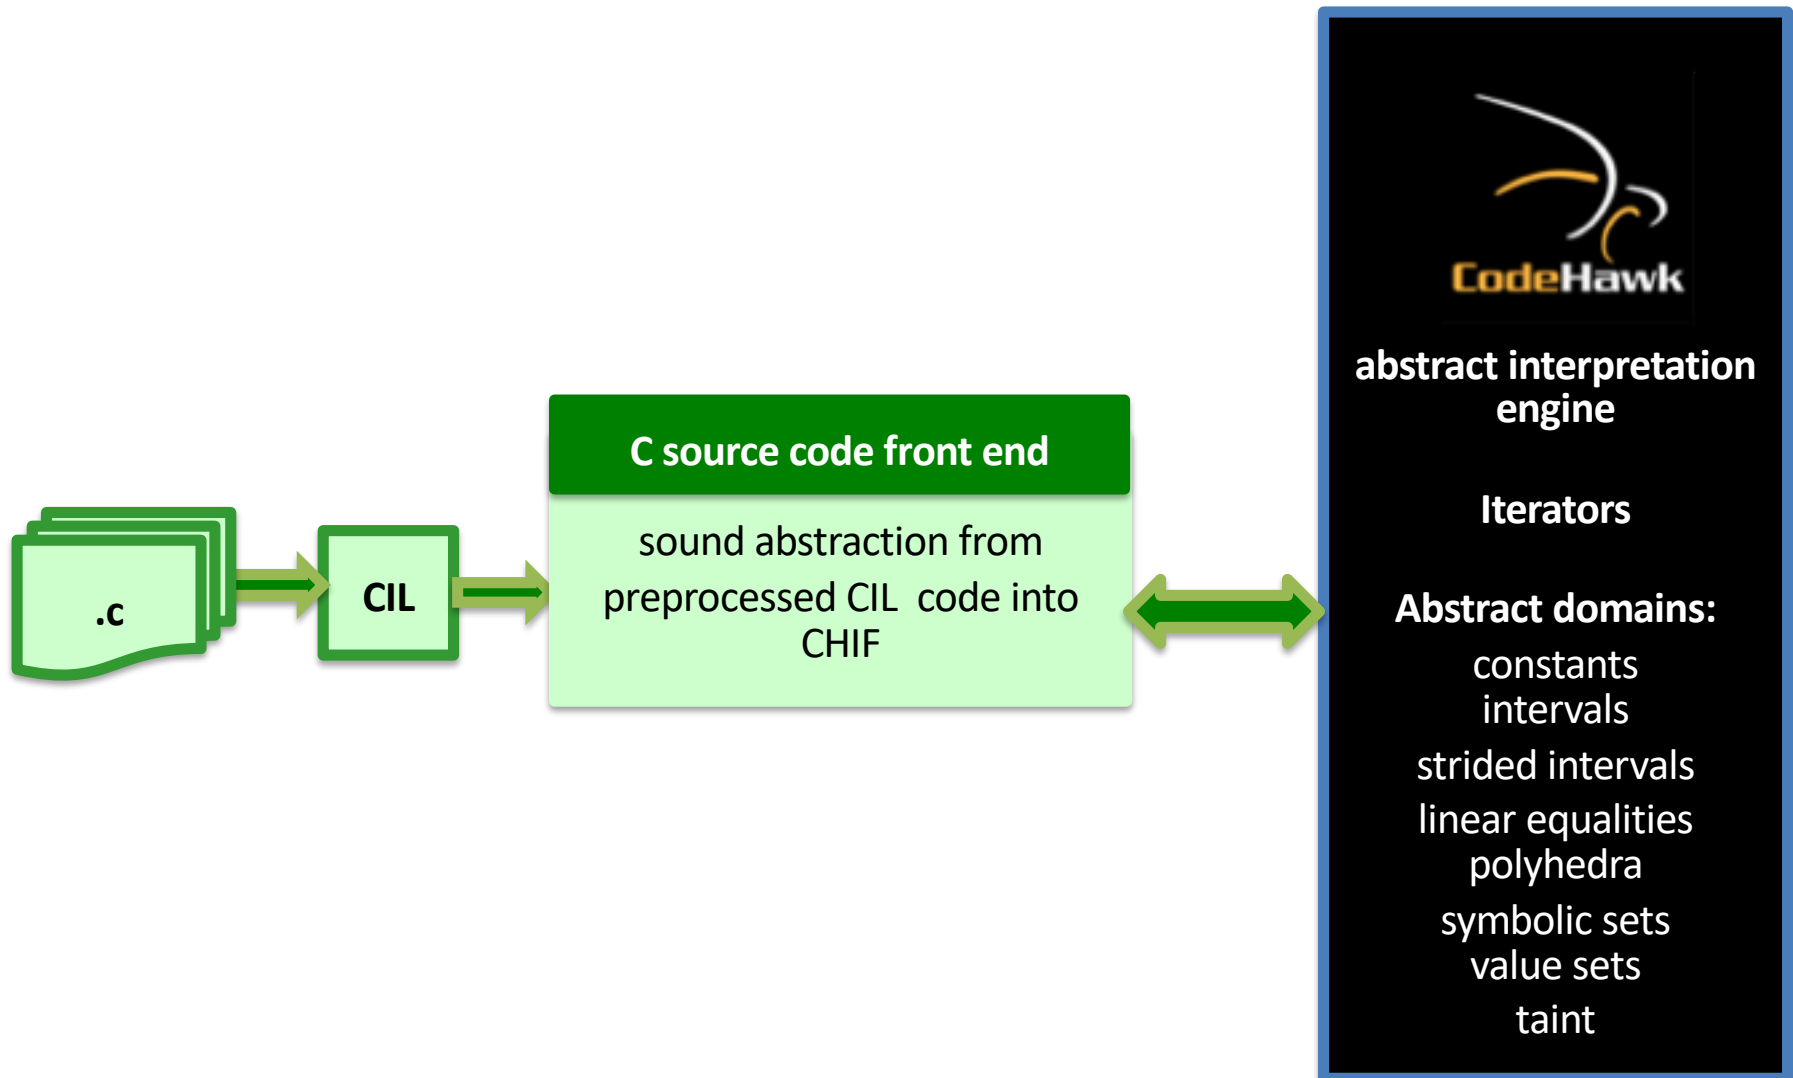 .c
CIL
C source code front end
sound abstraction from
preprocessed CIL code into
CHIF
CodeHawk
abstract interpretation
engine
Iterators
Abstract domains:
constants
intervals
strided intervals
linear equalities
polyhedra
symbolic sets
value sets
taint